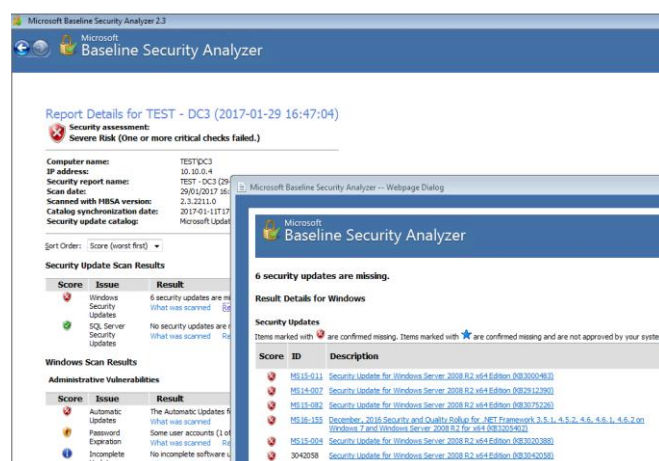 Microsoft Baseline Security Analyzer 2.3
Microsoft
Baseline Security Analyzer
Report Details for TEST - DC3 (2017-01-29 16:47:04)
Security assessment:
Severe Risk (One or more critical checks failed.)
Computer name: TEST\DC3
IP address: 10.10.0.4
Security report name: TEST - DC3 (29-
Scan date: 29/01/2017 16:
Scanned with MBSA version: 2.3.2211.0
Catalog synchronization date: 2017-01-11T17
Security update catalog: Microsoft Updat
Sort Order: Score (worst first)
Security Update Scan Results
Score Issue Result
Windows Security Updates
6 security updates are mi
What was scanned
SQL Server Security Updates
No security updates are
What was scanned
Windows Scan Results
Administrative Vulnerabilities
Score Issue Result
Automatic Updates
The Automatic Updates f
What was scanned
Password Expiration
Some user accounts (1 of
What was scanned
Incomplete
No incomplete software u
Microsoft Baseline Security Analyzer -- Webpage Dialog
Microsoft
Baseline Security Analyzer
6 security updates are missing.
Result Details for Windows
Security Updates
Items marked with are confirmed missing. Items marked with are confirmed missing and are not approved by your syste
Score ID Description
MS15-011 Security Update for Windows Server 2008 R2 x64 Edition (KB3000483)
MS14-007 Security Update for Windows Server 2008 R2 x64 Edition (KB2912390)
MS15-082 Security Update for Windows Server 2008 R2 x64 Edition (KB3075226)
MS16-155 December, 2016 Security and Quality Rollup for .NET Framework 3.5.1, 4.5.2, 4.6, 4.6.1, 4.6.2 on
Windows 7 and Windows Server 2008 R2 for x64 (KB3205402)
MS15-004 Security Update for Windows Server 2008 R2 x64 Edition (KB3020388)
3042058 Security Update for Windows Server 2008 R2 x64 Edition (KB3042058)